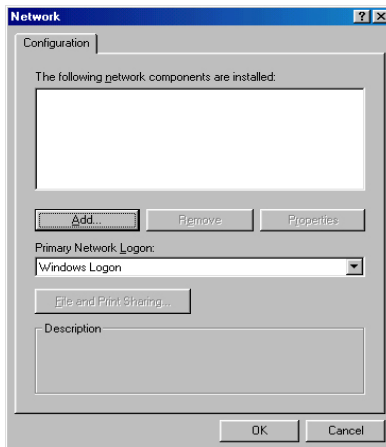 Network
Configuration
The following network components are installed:
Add...
Remove
Properties
Primary Network Logon:
Windows Logon
File and Print Sharing...
Description
OK
Cancel